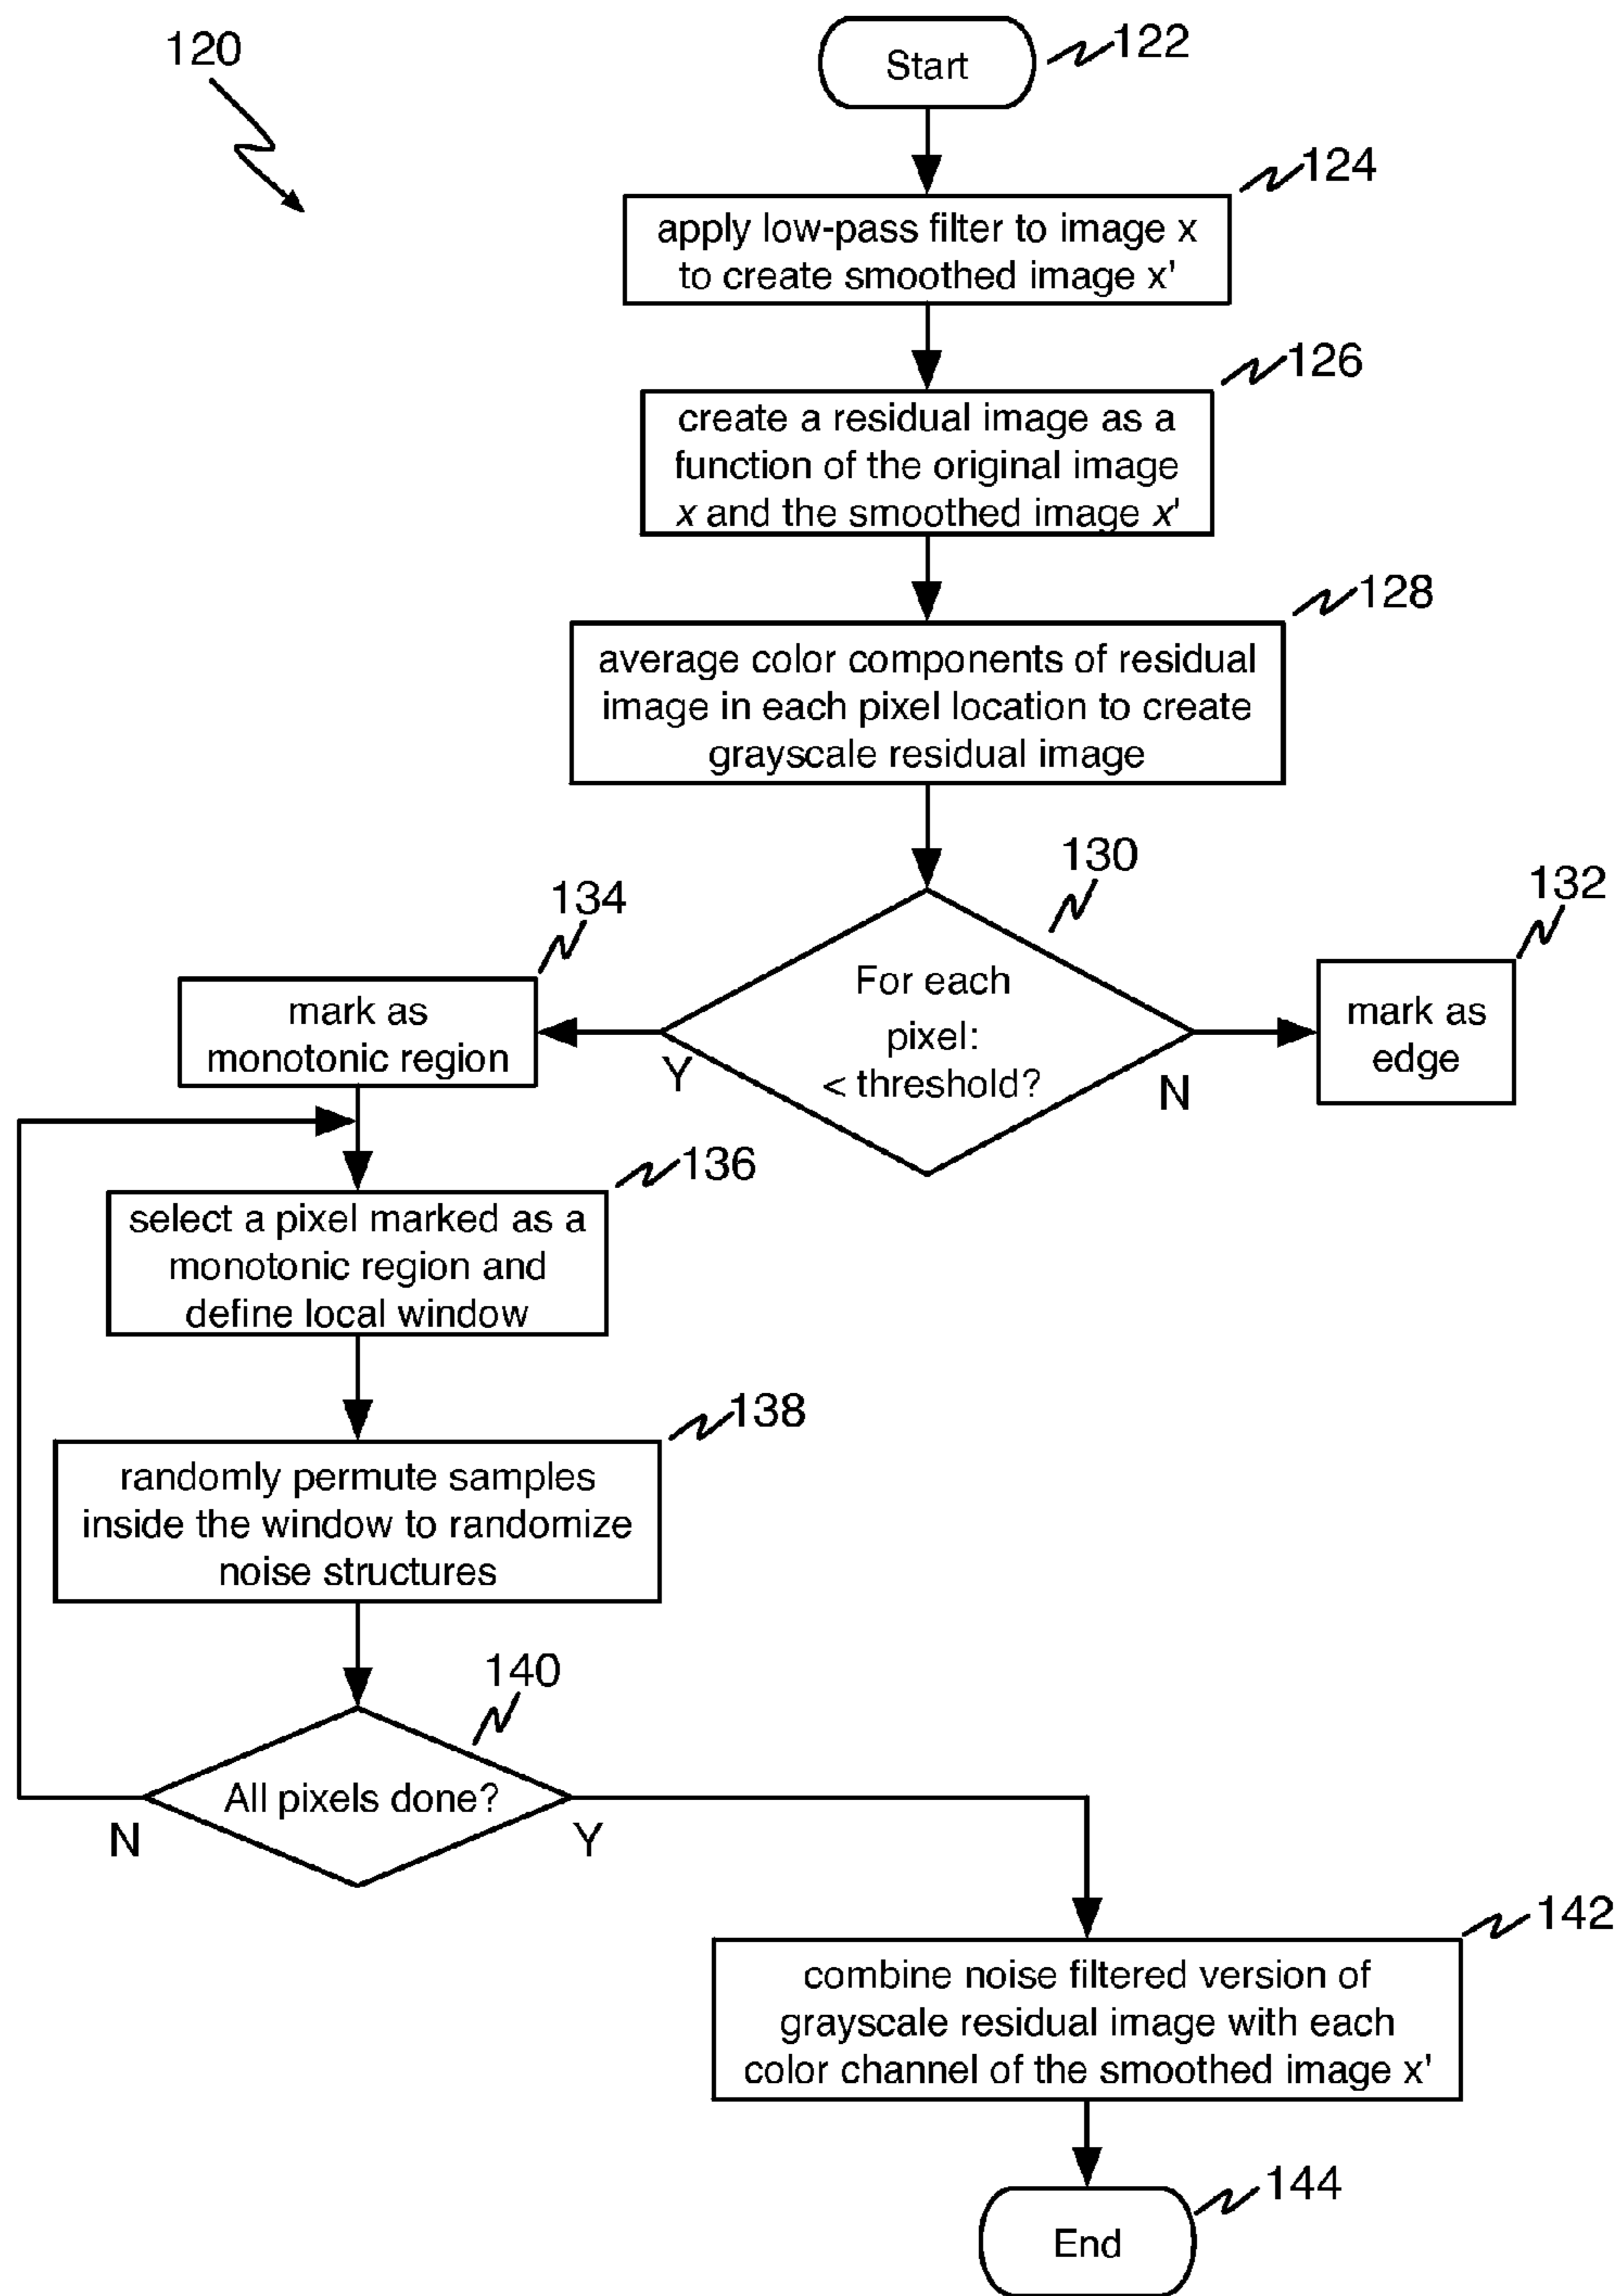 120
Start
122
124
apply low-pass filter to image x
to create smoothed image x'
126
create a residual image as a
function of the original image
x and the smoothed image x'
128
average color components of residual
image in each pixel location to create
grayscale residual image
130
For each
pixel:
< threshold?
Y
N
132
mark as
edge
134
mark as
monotonic region
136
select a pixel marked as a
monotonic region and
define local window
138
randomly permute samples
inside the window to randomize
noise structures
140
All pixels done?
N
Y
142
combine noise filtered version of
grayscale residual image with each
color channel of the smoothed image x'
144
End